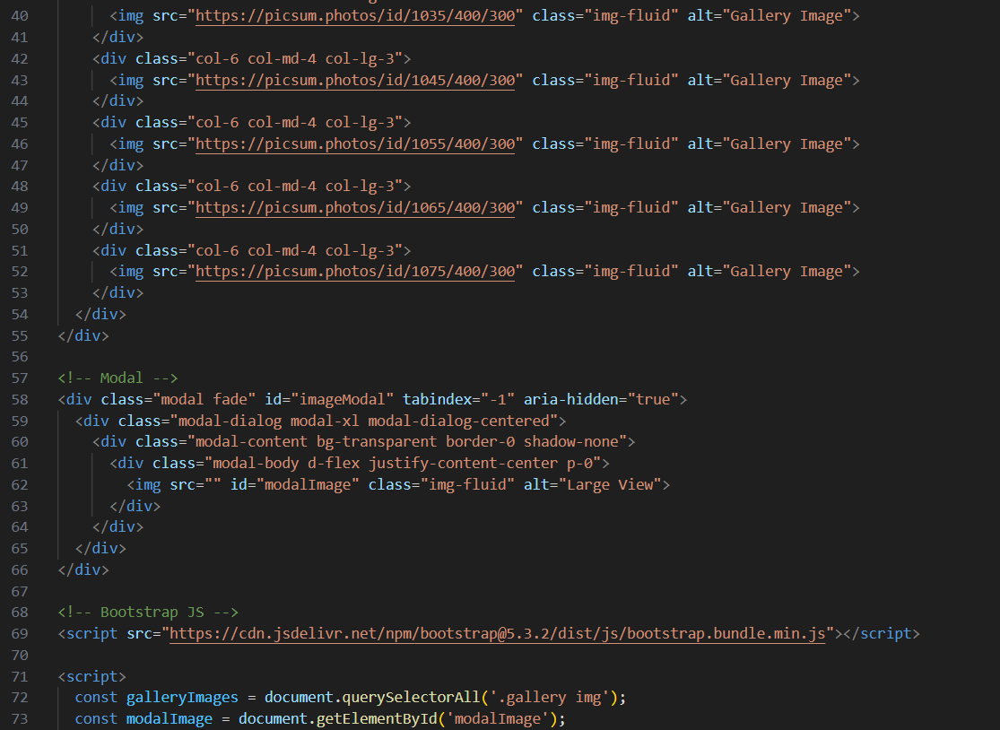 40 <img src="https://picsum.photos/id/1035/400/300" class="img-fluid" alt="Gallery Image">
41 </div>
42 <div class="col-6 col-md-4 col-lg-3">
43 <img src="https://picsum.photos/id/1045/400/300" class="img-fluid" alt="Gallery Image">
44 </div>
45 <div class="col-6 col-md-4 col-lg-3">
46 <img src="https://picsum.photos/id/1055/400/300" class="img-fluid" alt="Gallery Image">
47 </div>
48 <div class="col-6 col-md-4 col-lg-3">
49 <img src="https://picsum.photos/id/1065/400/300" class="img-fluid" alt="Gallery Image">
50 </div>
51 <div class="col-6 col-md-4 col-lg-3">
52 <img src="https://picsum.photos/id/1075/400/300" class="img-fluid" alt="Gallery Image">
53 </div>
54 </div>
55 </div>
56
57 <!-- Modal -->
58 <div class="modal fade" id="imageModal" tabindex="-1" aria-hidden="true">
59 <div class="modal-dialog modal-xl modal-dialog-centered">
60 <div class="modal-content bg-transparent border-0 shadow-none">
61 <div class="modal-body d-flex justify-content-center p-0">
62 <img src="" id="modalImage" class="img-fluid" alt="Large View">
63 </div>
64 </div>
65 </div>
66 </div>
67
68 <!-- Bootstrap JS -->
69 <script src="https://cdn.jsdelivr.net/npm/bootstrap@5.3.2/dist/js/bootstrap.bundle.min.js"></script>
70
71 <script>
72 const galleryImages = document.querySelectorAll('.gallery img');
73 const modalImage = document.getElementById('modalImage');